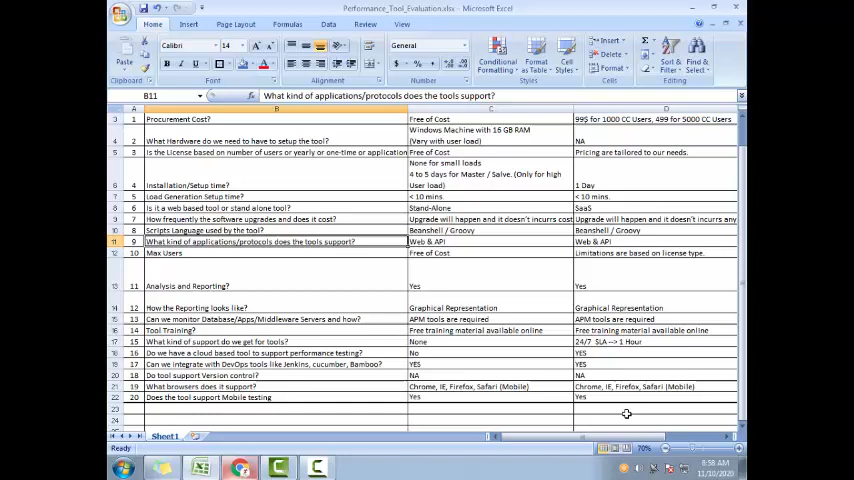 Performance_Tool_Evaluation.xlsx - Microsoft Excel
Home Insert Page Layout Formulas Data Review View
Paste
Calibri 14 A A
General
B I U A
$ % ,
Conditional Formatting
Format as Table
Cell Styles
Insert
Delete
Format
Sort & Filter
Find & Select
Clipboard Font Alignment Number Styles Cells Editing
B11 fx What kind of applications/protocols does the tools support?
A B C D
3 1 Procurement Cost? Free of Cost 99$ for 1000 CC Users, 499 for 5000 CC Users
Windows Machine with 16 GB RAM
4 2 What Hardware do we need to have to setup the tool? (Vary with user load) NA
5 3 Is the License based on number of users or yearly or one-time or application Free of Cost Pricing are tailored to our needs.
None for small loads
4 to 5 days for Master / Salve. (Only for high
6 4 Installation/Setup time? User load) 1 Day
7 5 Load Generation Setup time? < 10 mins. < 10 mins.
8 6 Is it a web based tool or stand alone tool? Stand-Alone SaaS
9 7 How frequently the software upgrades and does it cost? Upgrade will happen and it doesn't incurrs cost Upgrade will happen and it doesn't incurrs any
10 8 Scripts Language used by the tool? Beanshell / Groovy Beanshell / Groovy
11 9 What kind of applications/protocols does the tools support? Web & API Web & API
12 10 Max Users Free of Cost Limitations are based on license type.
13 11 Analysis and Reporting? Yes Yes
14 12 How the Reporting looks like? Graphical Representation Graphical Representation
15 13 Can we monitor Database/Apps/Middleware Servers and how? APM tools are required APM tools are required
16 14 Tool Training? Free training material available online Free training material available online
17 15 What kind of support do we get for tools? None 24/7 SLA --> 1 Hour
18 16 Do we have a cloud based tool to support performance testing? No YES
19 17 Can we integrate with DevOps tools like Jenkins, cucumber, Bamboo? YES YES
20 18 Do tool support Version control? NA NA
21 19 What browsers does it support? Chrome, IE, Firefox, Safari (Mobile) Chrome, IE, Firefox, Safari (Mobile)
22 20 Does the tool support Mobile testing Yes Yes
23
24
Sheet1
Ready 70%
8:58 AM
11/10/2020